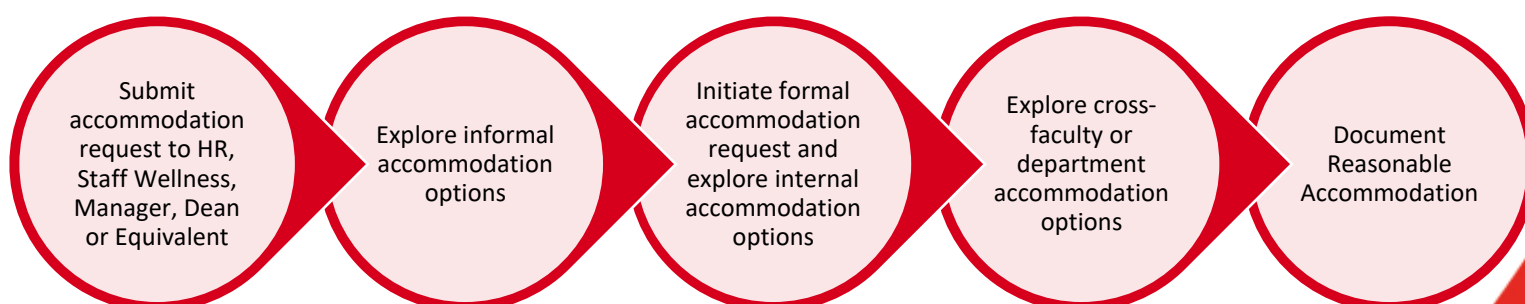 Submit
accommodation
request to HR,
Staff Wellness,
Manager, Dean
or Equivalent
Explore informal
accommodation
options
Initiate formal
accommodation
request and
explore internal
accommodation
options
Explore cross-
faculty or
department
accommodation
options
Document
Reasonable
Accommodation